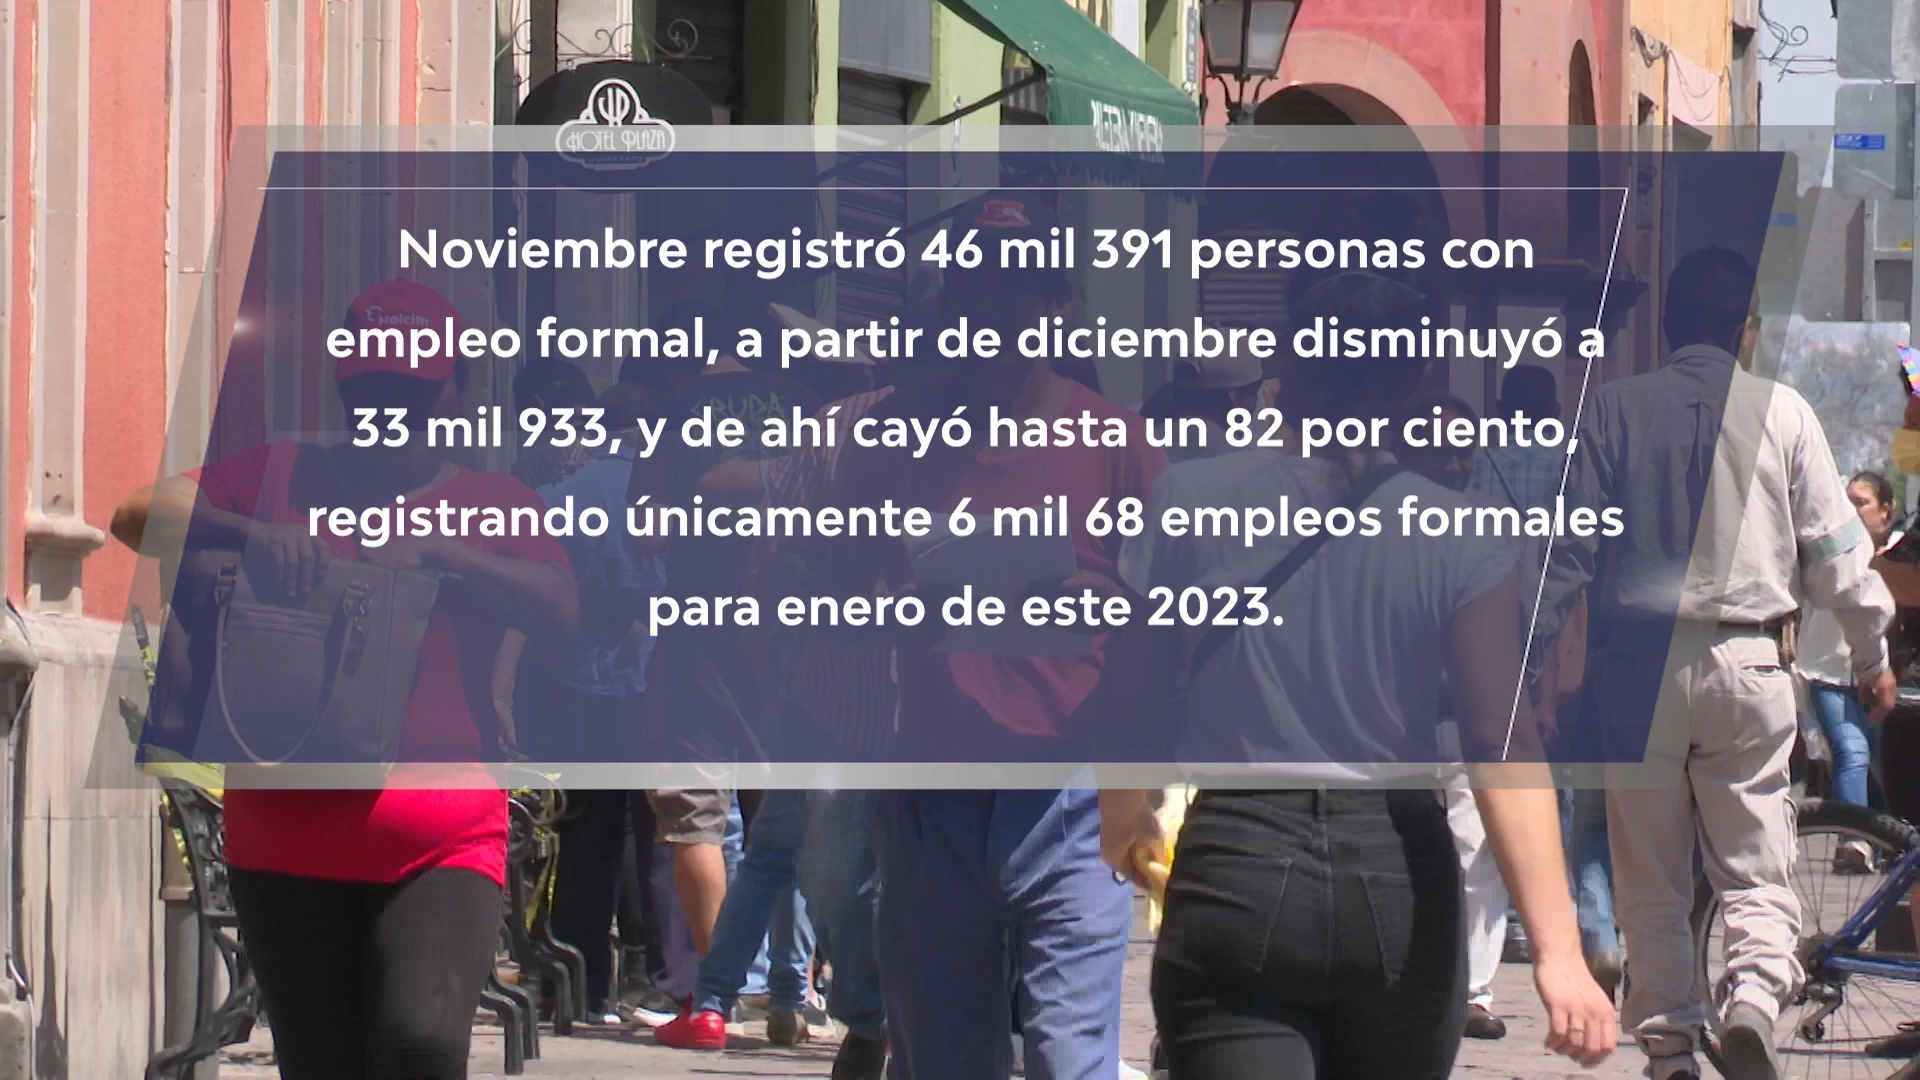 HOTEL PLAZA
Holcim
Noviembre registró 46 mil 391 personas con
empleo formal, a partir de diciembre disminuyó a
33 mil 933, y de ahí cayó hasta un 82 por ciento,
registrando únicamente 6 mil 68 empleos formales
para enero de este 2023.